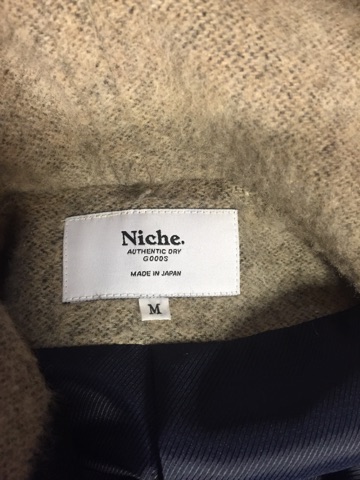 Niche.
AUTHENTIC DRY
GOODS
MADE IN JAPAN
M